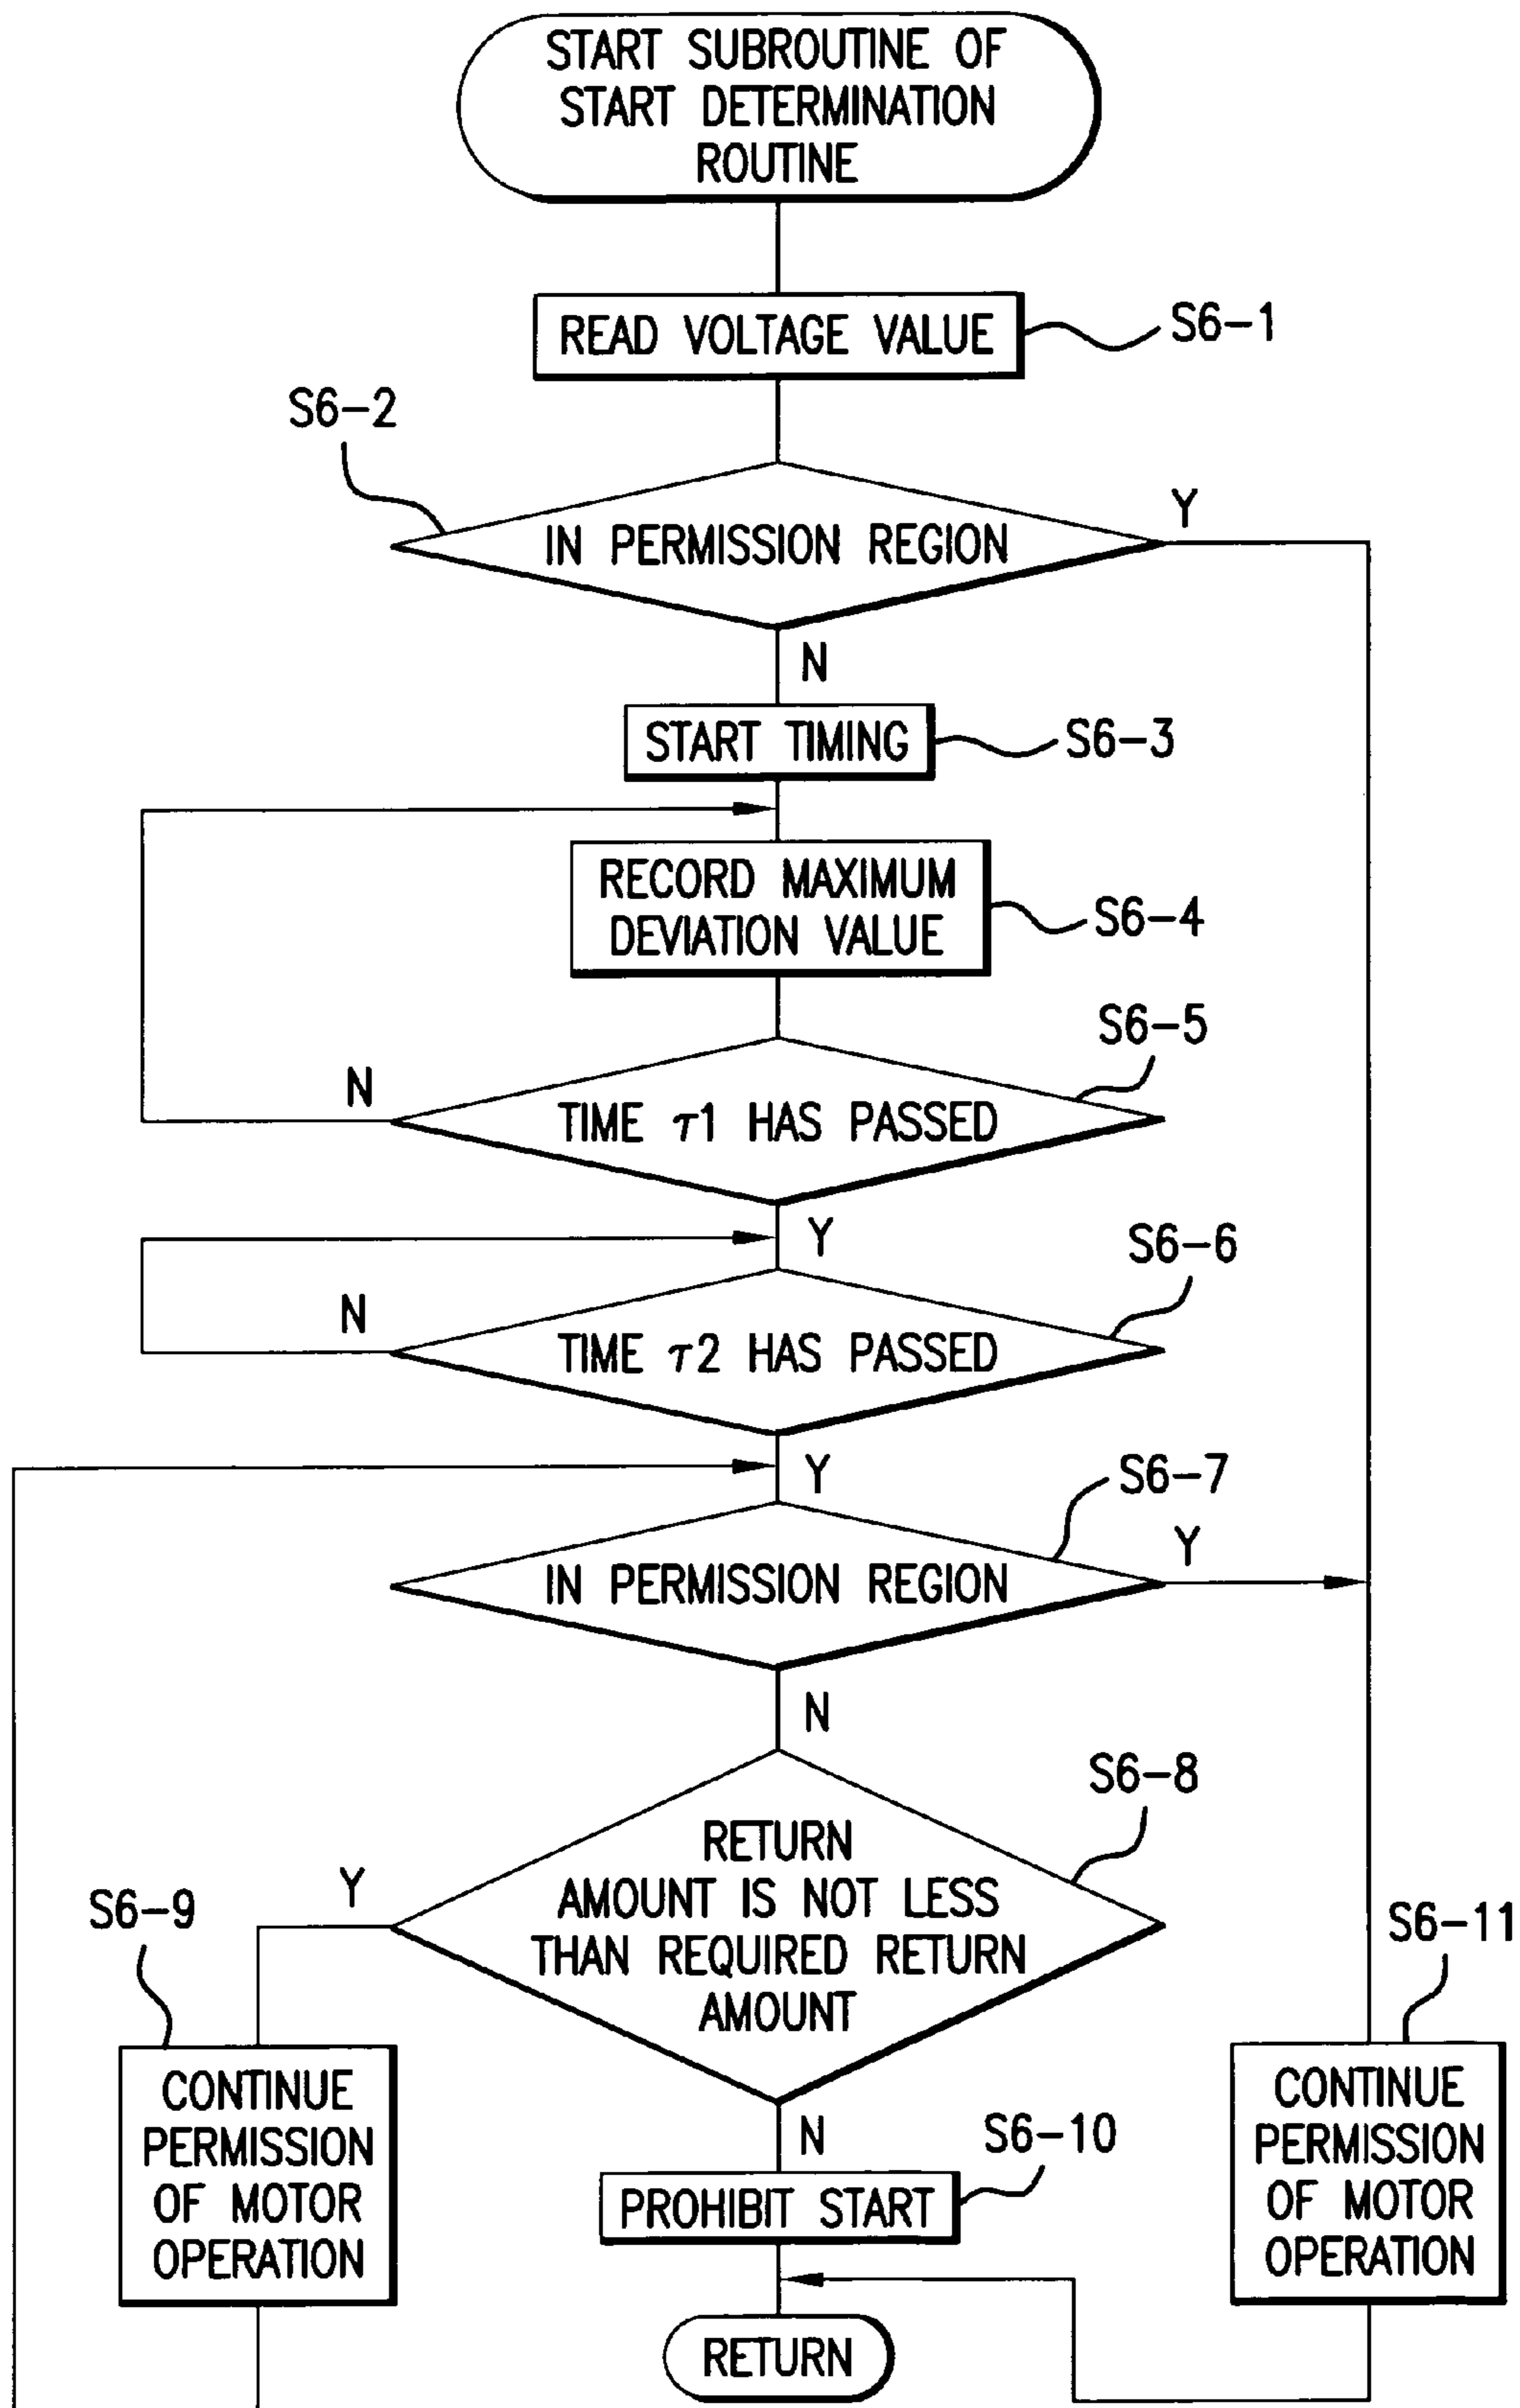 START SUBROUTINE OF
START DETERMINATION
ROUTINE
READ VOLTAGE VALUE
S6-1
S6-2
IN PERMISSION REGION
Y
N
START TIMING
S6-3
RECORD MAXIMUM
DEVIATION VALUE
S6-4
S6-5
N
TIME τ1 HAS PASSED
Y
S6-6
N
TIME τ2 HAS PASSED
Y
S6-7
Y
IN PERMISSION REGION
N
S6-8
RETURN
AMOUNT IS NOT LESS
THAN REQUIRED RETURN
AMOUNT
Y
S6-9
CONTINUE
PERMISSION
OF MOTOR
OPERATION
N
S6-10
PROHIBIT START
S6-11
CONTINUE
PERMISSION
OF MOTOR
OPERATION
RETURN